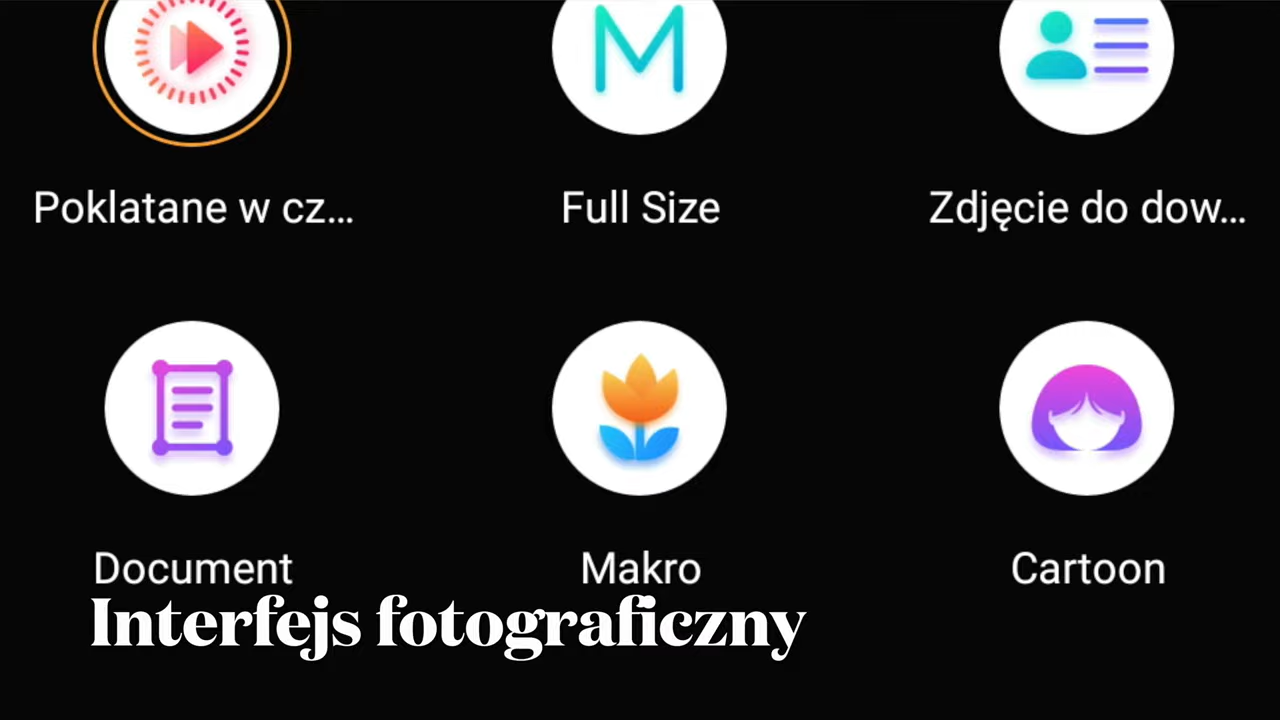 Poklatane w cz...
Full Size
Zdjęcie do dow...
Document
Makro
Cartoon
Interfejs fotograficzny